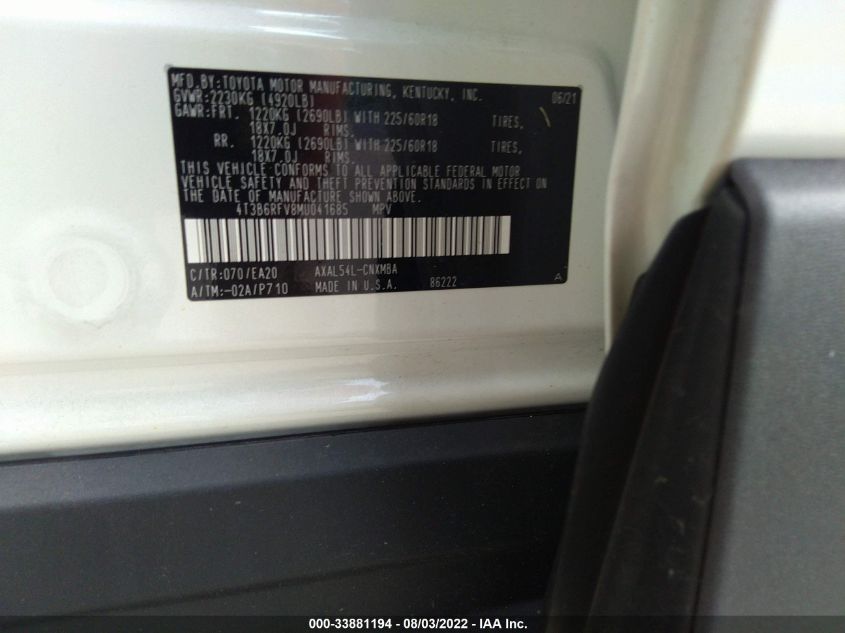 MFD.BY:TOYOTA MOTOR MANUFACTURING, KENTUCKY, INC. 06/21
GVWR:2230KG (4920LB)
GAWR:FRT. 1220KG (2690LB) WITH 225/60R18 TIRES,
18X7.0J RIMS.
RR. 1220KG (2690LB) WITH 225/60R18 TIRES,
18X7.0J RIMS.
THIS VEHICLE CONFORMS TO ALL APPLICABLE FEDERAL MOTOR
VEHICLE SAFETY AND THEFT PREVENTION STANDARDS IN EFFECT ON
THE DATE OF MANUFACTURE SHOWN ABOVE.
4T3B6RFV8MU041685 MPV
C/TR:070/EA20 AXAL54L-CNXMBA
A/TM:-02A/P710 MADE IN U.S.A. 86222 A
000-33881194 - 08/03/2022 - IAA Inc.